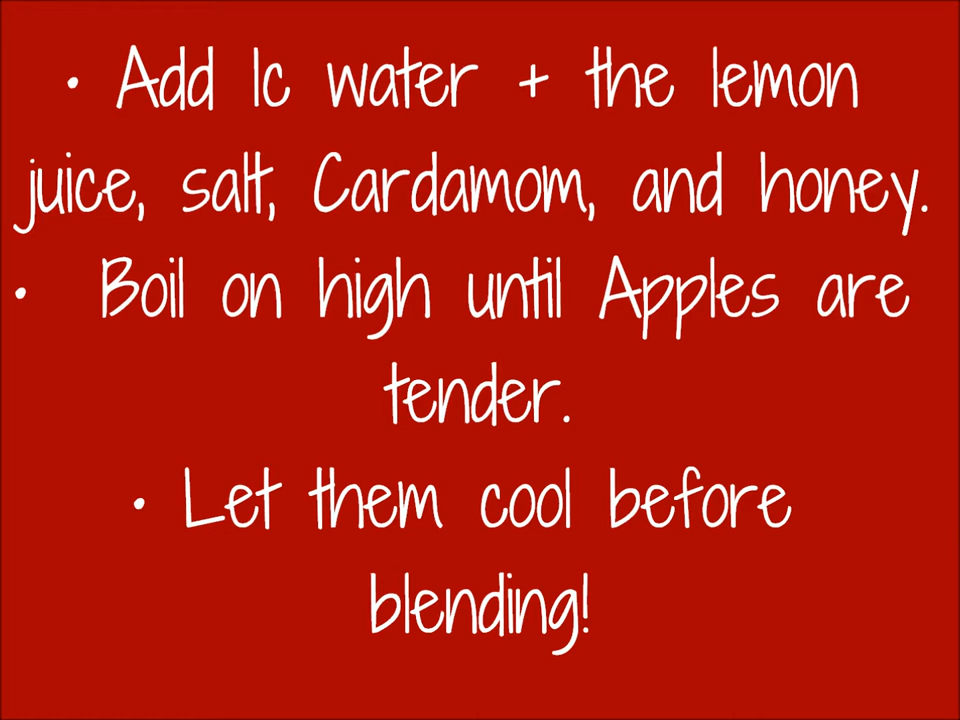 • Add 1c water + the lemon
juice, salt, Cardamom, and honey.
• Boil on high until Apples are
tender.
• Let them cool before
blending!